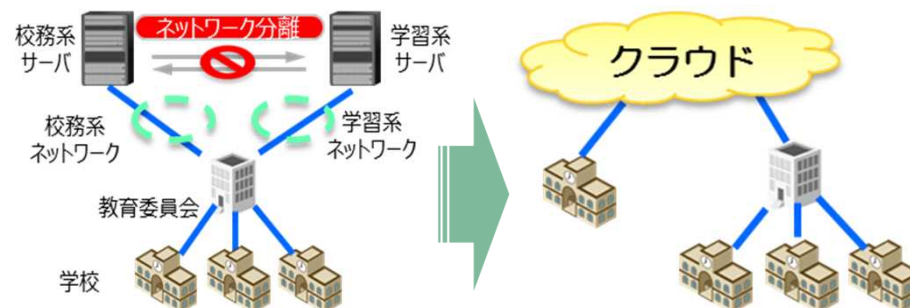 校務系
サーバ
ネットワーク分離
学習系
サーバ
校務系
ネットワーク
学習系
ネットワーク
教育委員会
学校
クラウド